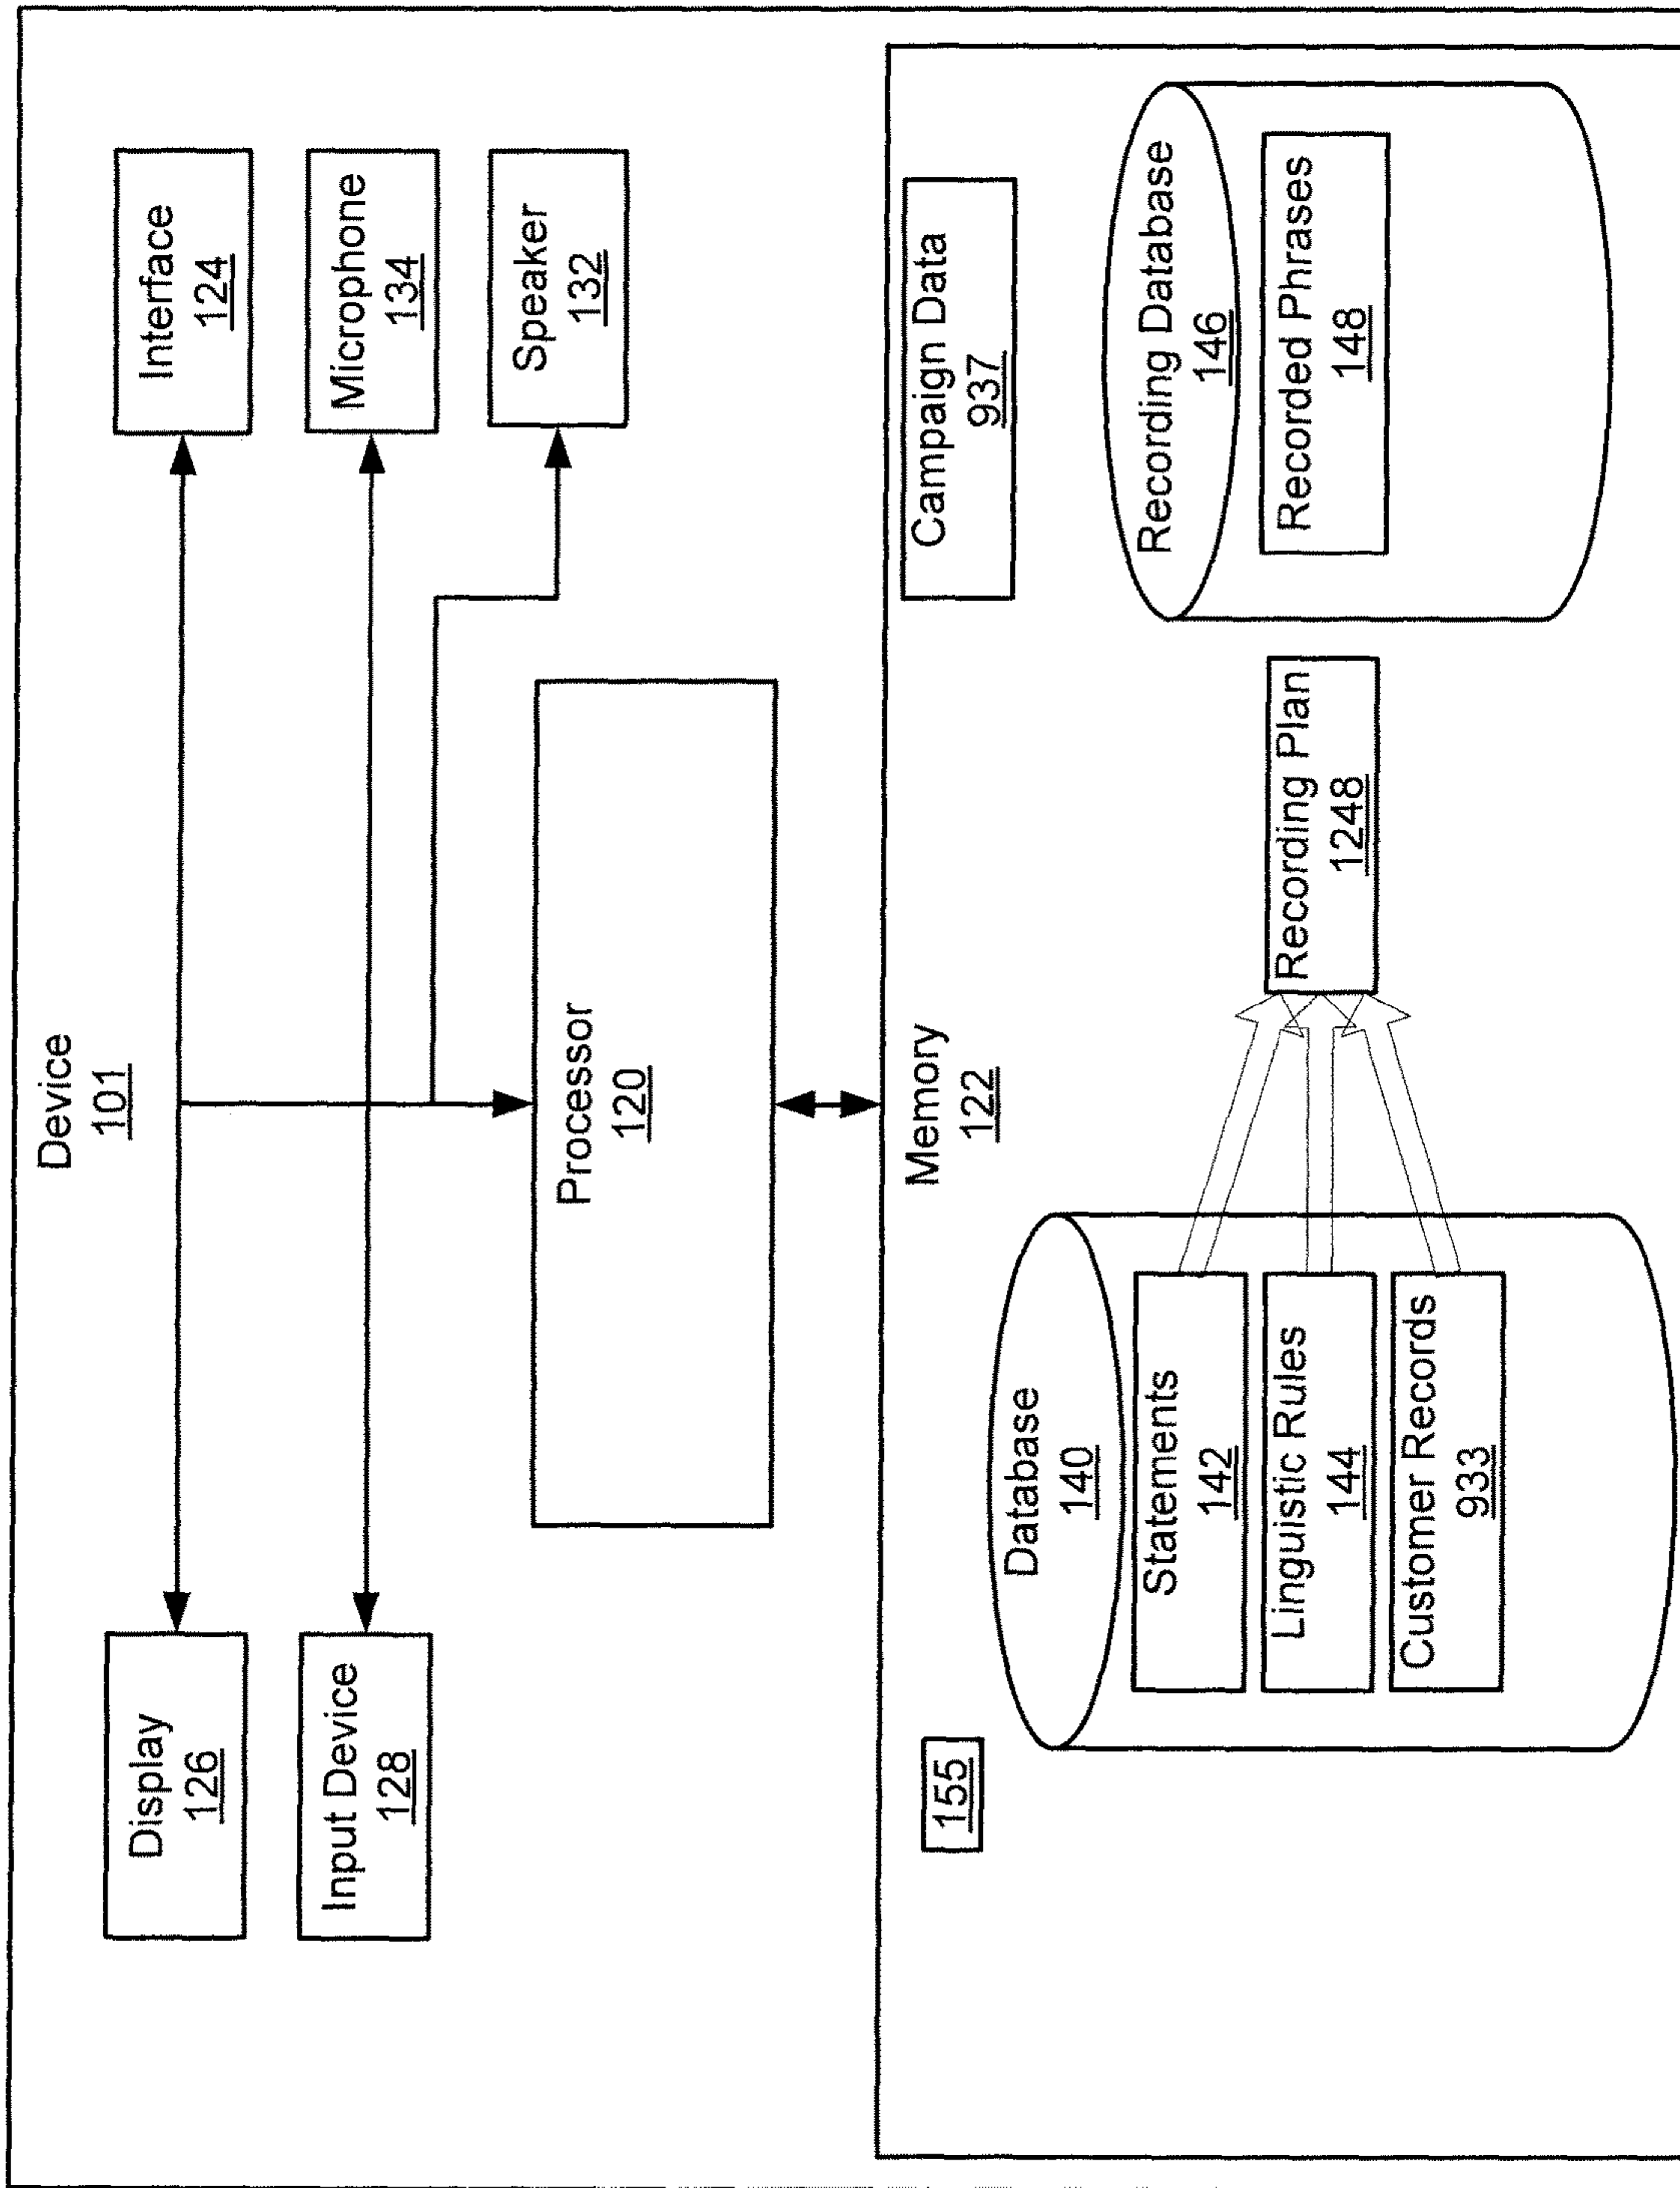 Device
101
Display
126
Interface
124
Input Device
128
Microphone
134
Speaker
132
Processor
120
Memory
122
155
Campaign Data
937
Database
140
Statements
142
Linguistic Rules
144
Customer Records
933
Recording Plan
1248
Recording Database
146
Recorded Phrases
148